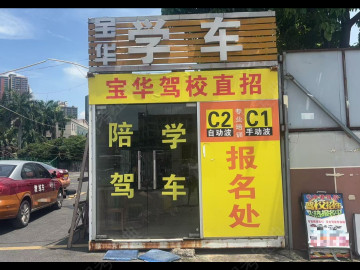 宝华 学车
宝华驾校直招
C2 自动波
C1 手动波
陪驾
学车
报名处